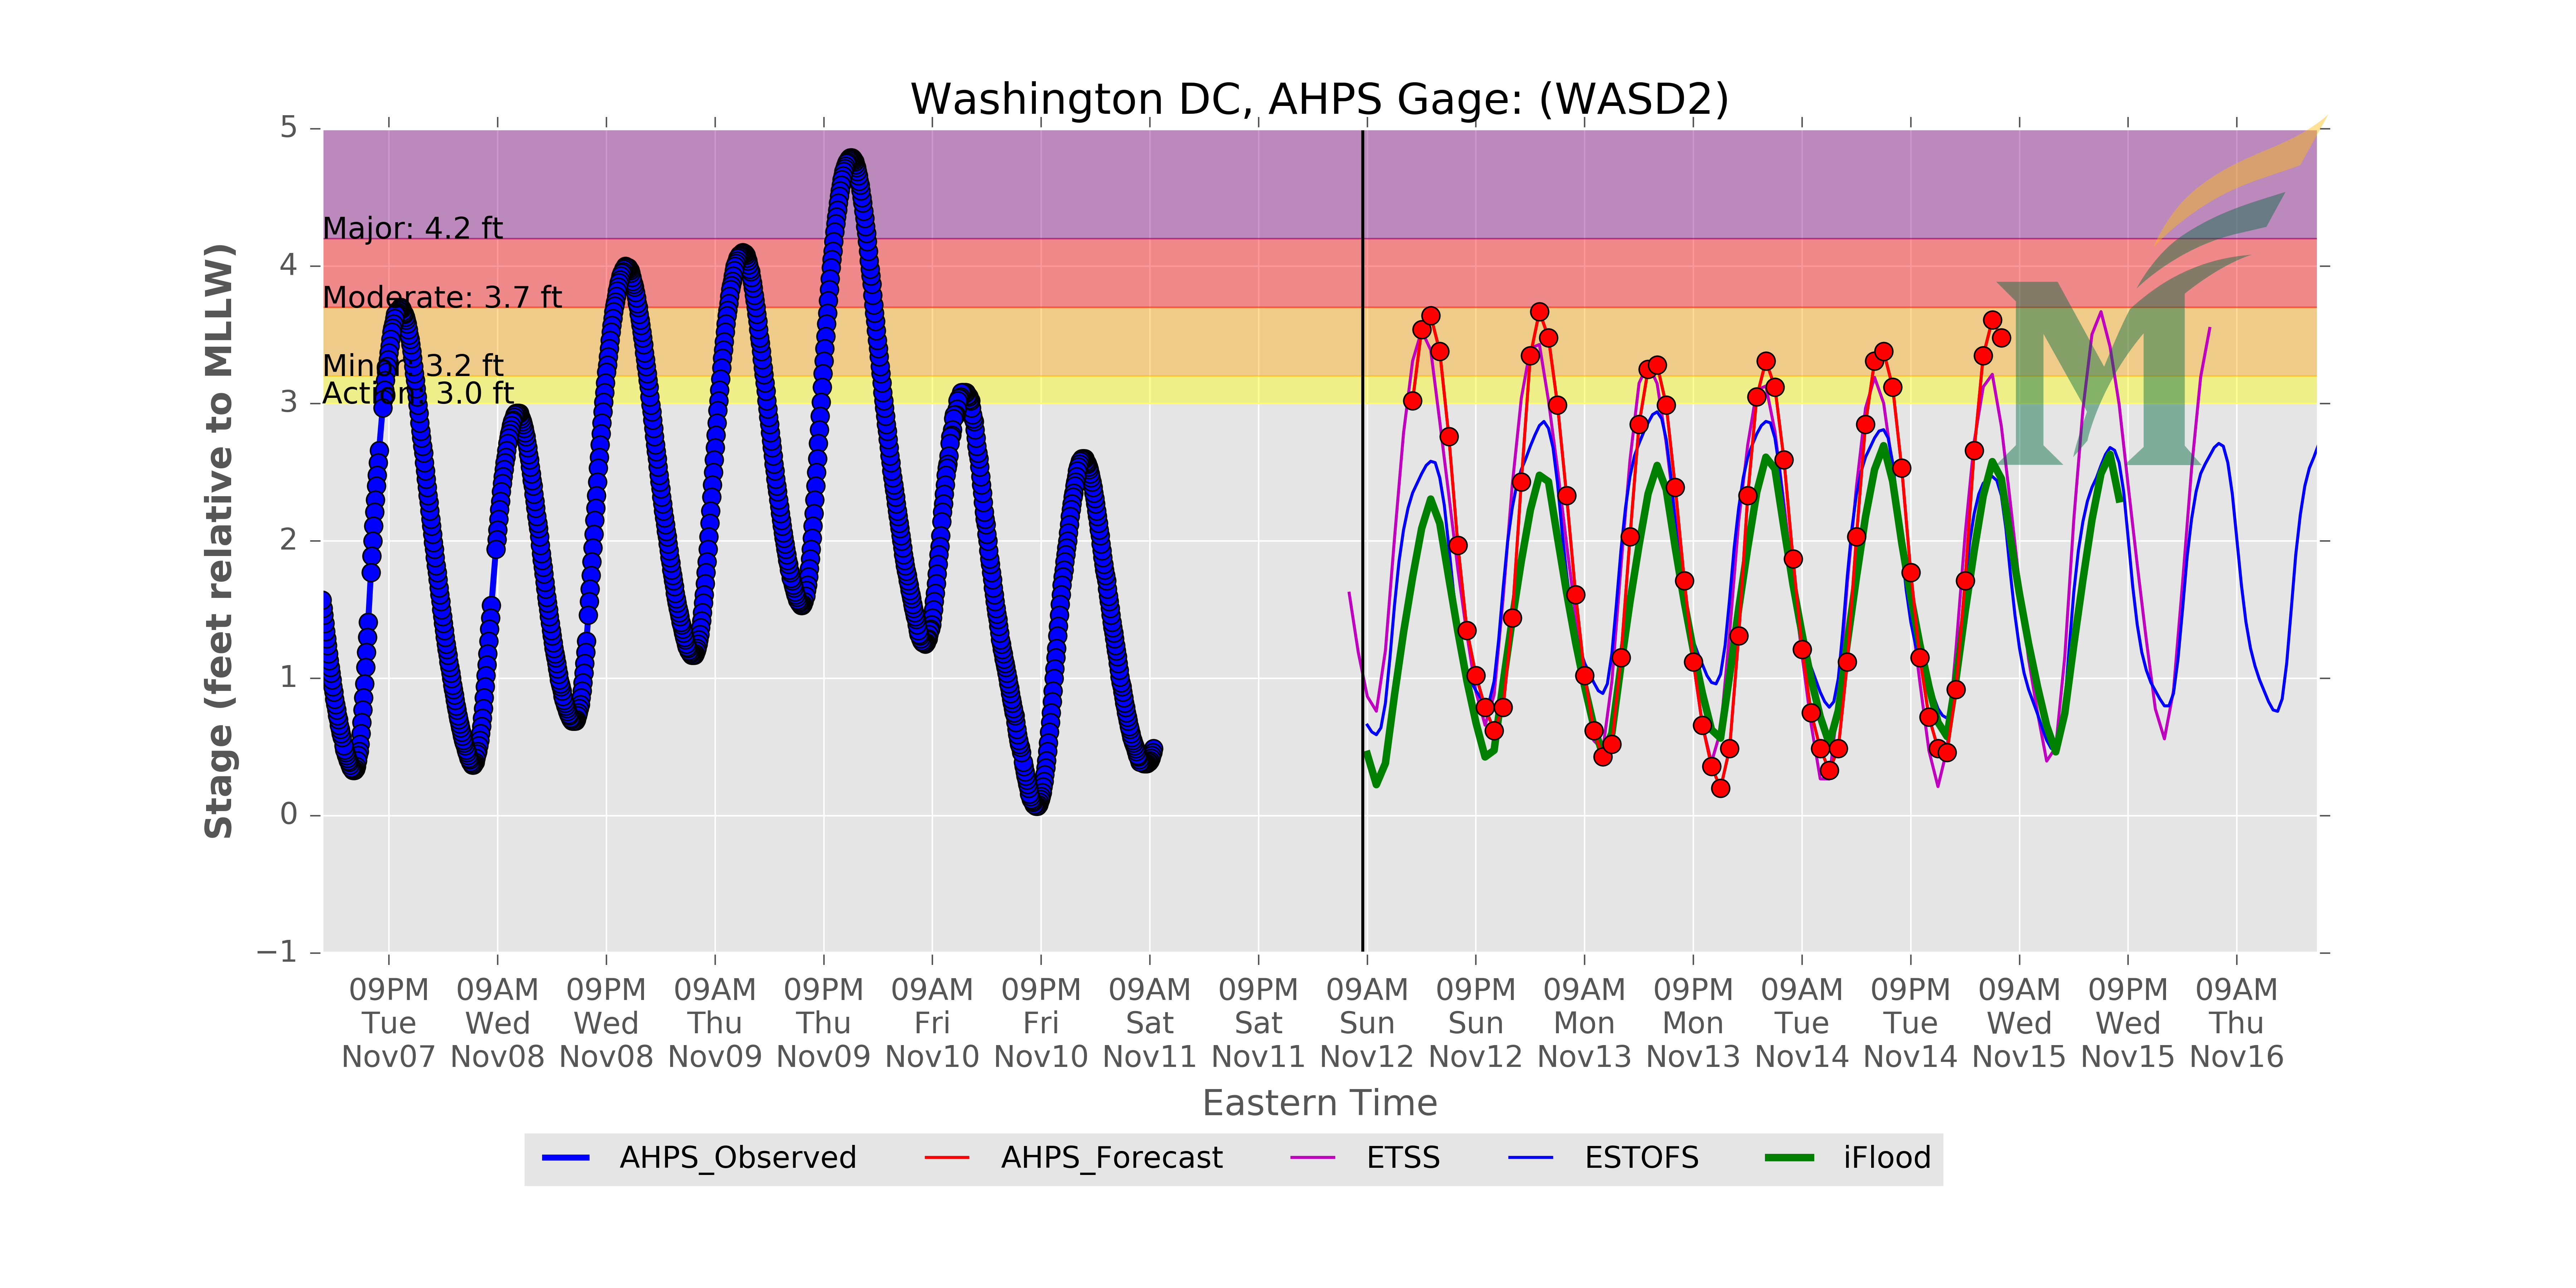 Washington DC, AHPS Gage: (WASD2)
Stage (feet relative to MLLW)
5
4
3
2
1
0
−1
Major: 4.2 ft
Moderate: 3.7 ft
Minor: 3.2 ft
Action: 3.0 ft
09PM 09AM 09PM 09AM 09PM 09AM 09PM 09AM 09PM 09AM 09PM 09AM 09PM 09AM 09PM 09AM 09PM 09AM
Tue Wed Wed Thu Thu Fri Fri Sat Sat Sun Sun Mon Mon Tue Tue Wed Wed Thu
Nov07 Nov08 Nov08 Nov09 Nov09 Nov10 Nov10 Nov11 Nov11 Nov12 Nov12 Nov13 Nov13 Nov14 Nov14 Nov15 Nov15 Nov16
Eastern Time
AHPS_Observed AHPS_Forecast ETSS ESTOFS iFlood
M